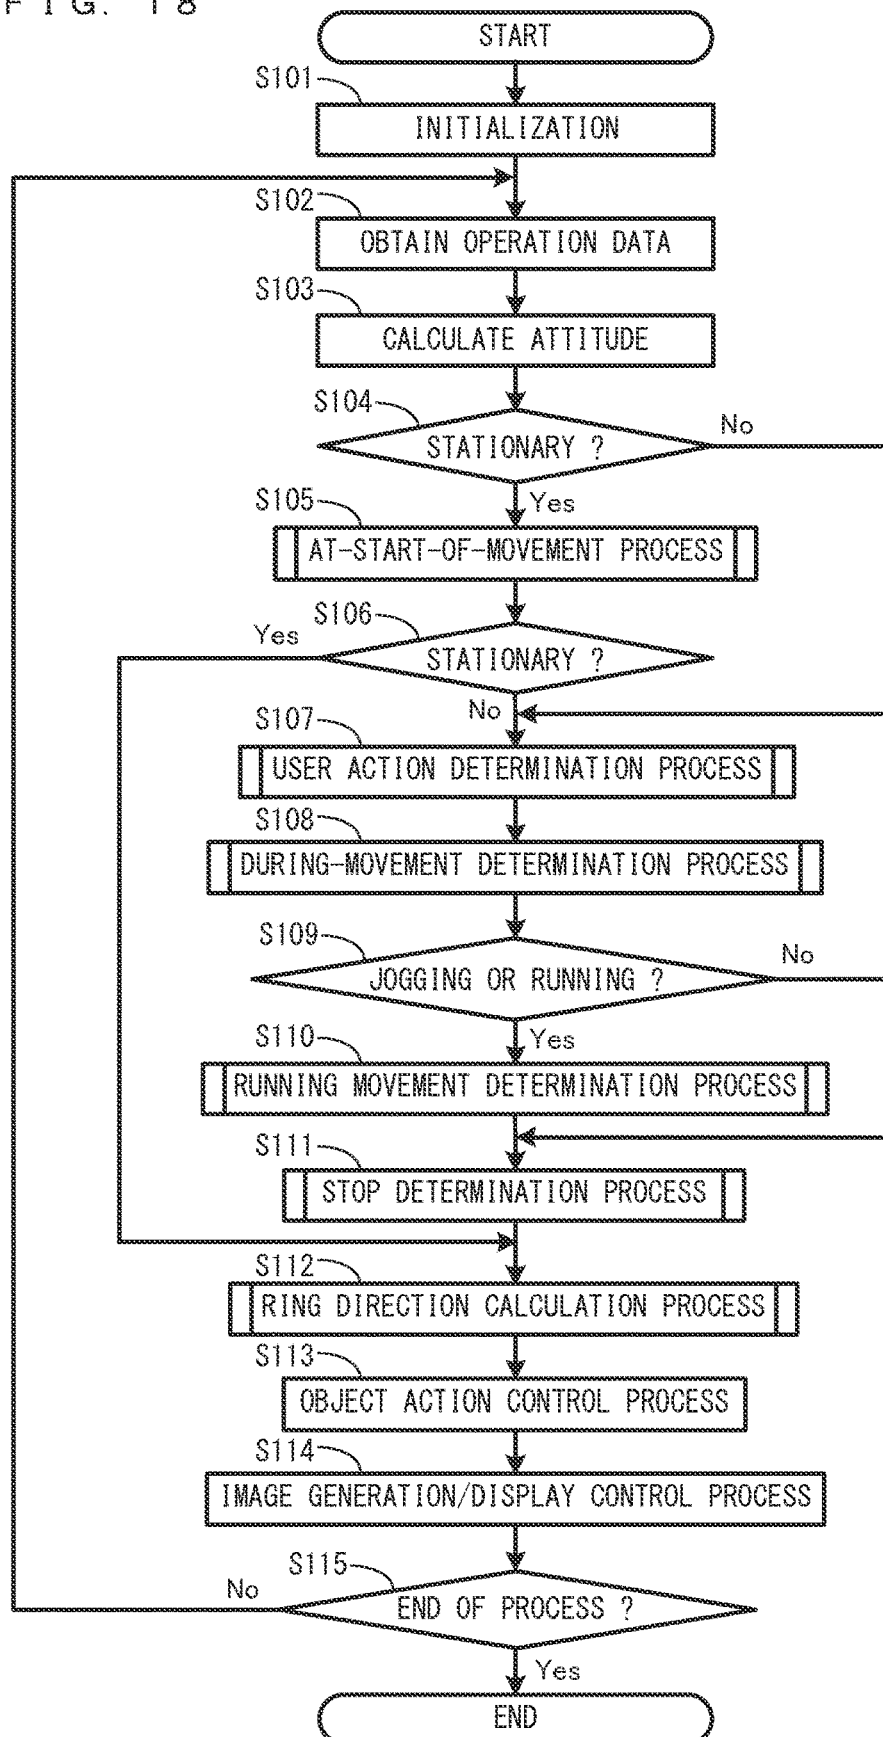 FIG. 18
START
S101
INITIALIZATION
S102
OBTAIN OPERATION DATA
S103
CALCULATE ATTITUDE
S104
STATIONARY ?
No
Yes
S105
AT-START-OF-MOVEMENT PROCESS
S106
Yes
STATIONARY ?
No
S107
USER ACTION DETERMINATION PROCESS
S108
DURING-MOVEMENT DETERMINATION PROCESS
S109
JOGGING OR RUNNING ?
No
Yes
S110
RUNNING MOVEMENT DETERMINATION PROCESS
S111
STOP DETERMINATION PROCESS
S112
RING DIRECTION CALCULATION PROCESS
S113
OBJECT ACTION CONTROL PROCESS
S114
IMAGE GENERATION/DISPLAY CONTROL PROCESS
S115
No
END OF PROCESS ?
Yes
END